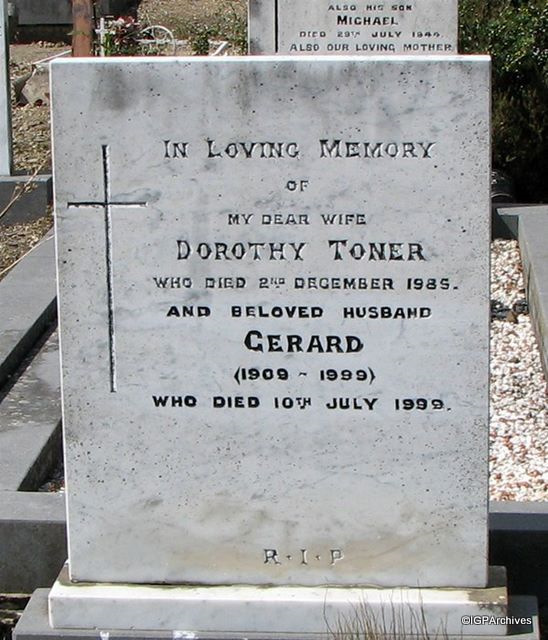 ALSO HIS SON
MICHAEL
DIED 29TH JULY 1944.
ALSO OUR LOVING MOTHER
IN LOVING MEMORY
OF
MY DEAR WIFE
DOROTHY TONER
WHO DIED 2ND DECEMBER 1985.
AND BELOVED HUSBAND
GERARD
(1909 ~ 1999)
WHO DIED 10TH JULY 1999.
R·I·P
©IGPArchives